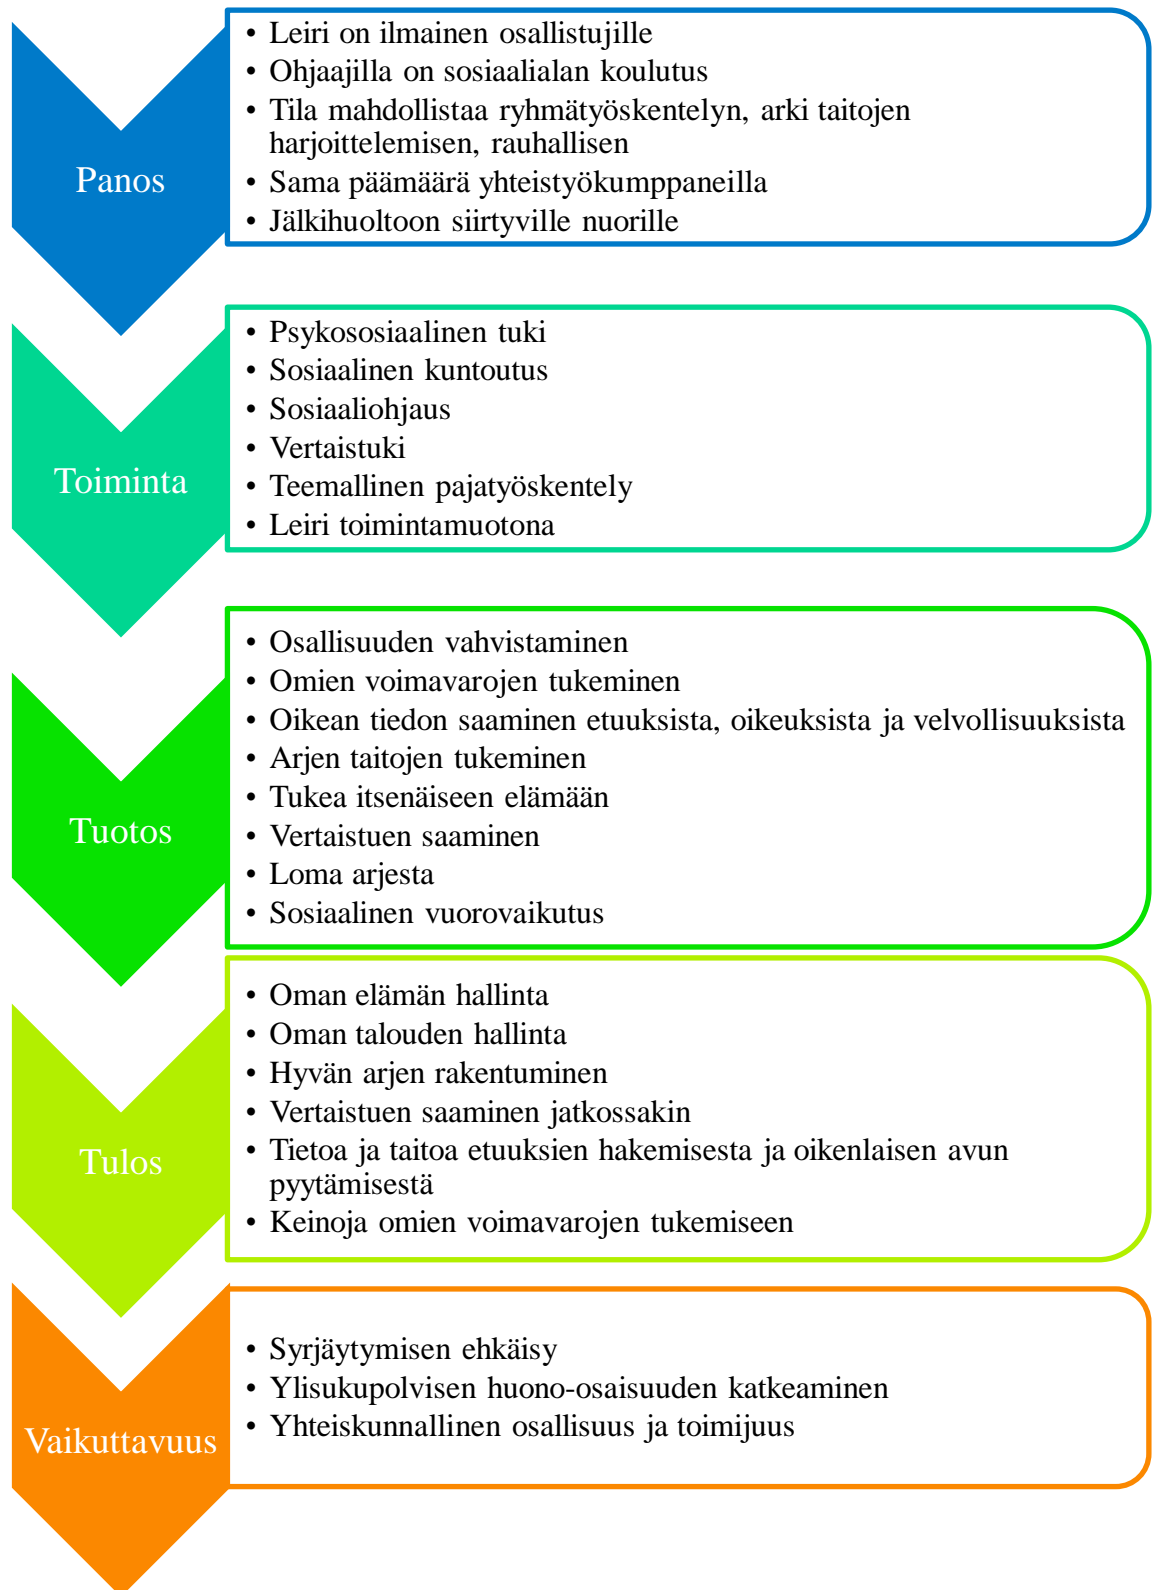 Panos
• Leiri on ilmainen osallistujille
• Ohjaajilla on sosiaalialan koulutus
• Tila mahdollistaa ryhmätyöskentelyn, arki taitojen
harjoittelemisen, rauhallisen
• Sama päämäärä yhteistyökumppaneilla
• Jälkihuoltoon siirtyville nuorille
Toiminta
• Psykososiaalinen tuki
• Sosiaalinen kuntoutus
• Sosiaaliohjaus
• Vertaistuki
• Teemallinen pajatyöskentely
• Leiri toimintamuotona
Tuotos
• Osallisuuden vahvistaminen
• Omien voimavarojen tukeminen
• Oikean tiedon saaminen etuuksista, oikeuksista ja velvollisuuksista
• Arjen taitojen tukeminen
• Tukea itsenäiseen elämään
• Vertaistuen saaminen
• Loma arjesta
• Sosiaalinen vuorovaikutus
Tulos
• Oman elämän hallinta
• Oman talouden hallinta
• Hyvän arjen rakentuminen
• Vertaistuen saaminen jatkossakin
• Tietoa ja taitoa etuuksien hakemisesta ja oikenlaisen avun
pyytämisestä
• Keinoja omien voimavarojen tukemiseen
Vaikuttavuus
• Syrjäytymisen ehkäisy
• Ylisukupolvisen huono-osaisuuden katkeaminen
• Yhteiskunnallinen osallisuus ja toimijuus